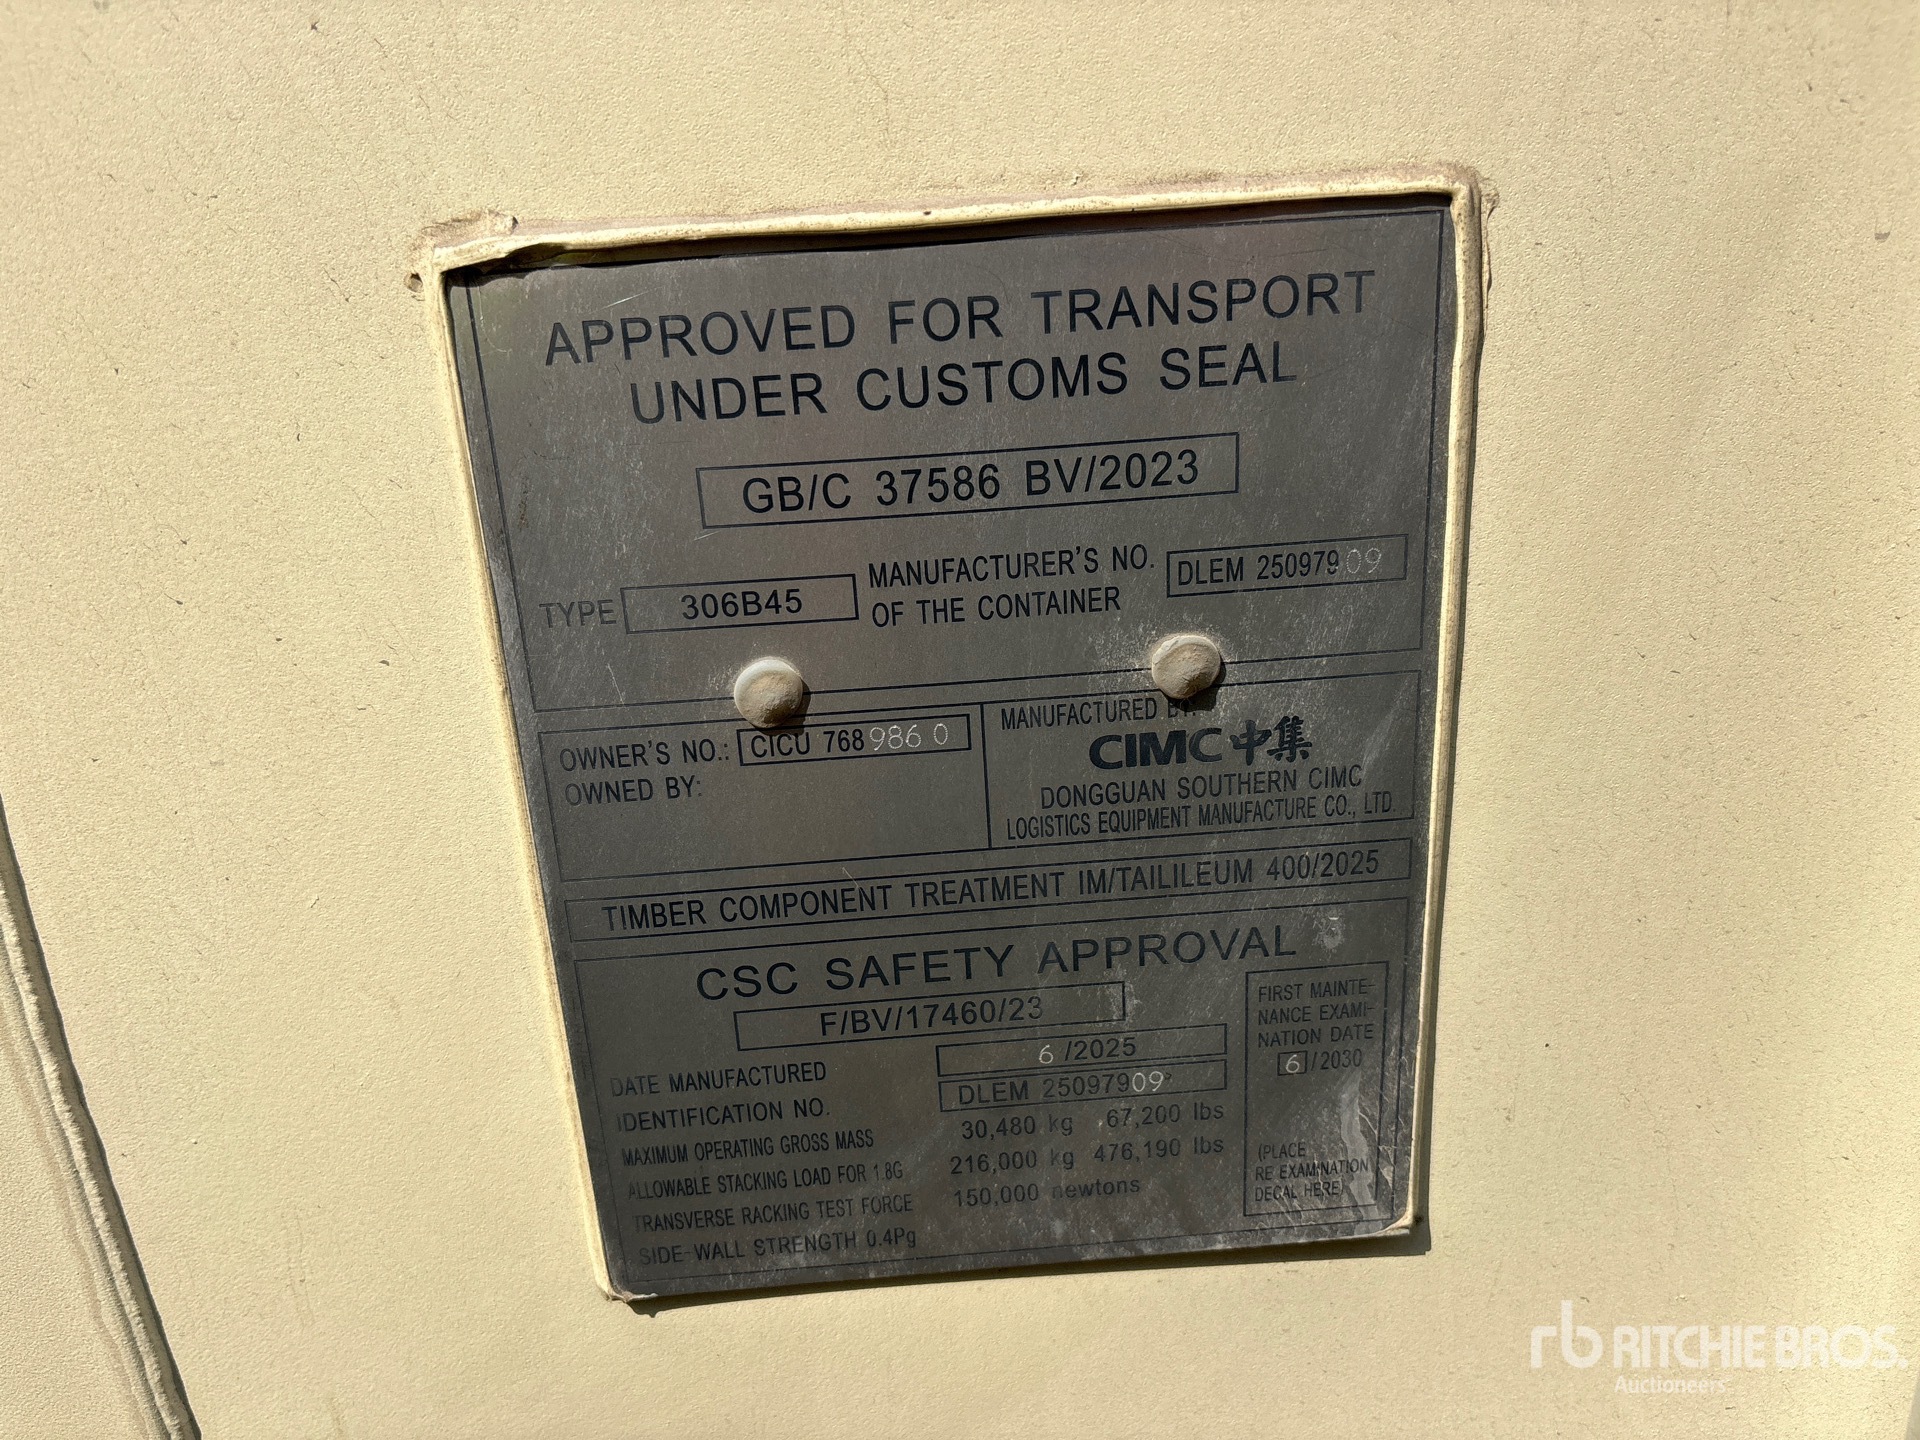 APPROVED FOR TRANSPORT
UNDER CUSTOMS SEAL
GB/C 37586 BV/2023
TYPE 306B45
MANUFACTURER'S NO.
OF THE CONTAINER
DLEM 25097909
OWNER'S NO.: CICU 768986 0
OWNED BY:
MANUFACTURED BY:
CIMC中集
DONGGUAN SOUTHERN CIMC
LOGISTICS EQUIPMENT MANUFACTURE CO., LTD.
TIMBER COMPONENT TREATMENT IM/TAILILEUM 400/2025
CSC SAFETY APPROVAL
F/BV/17460/23
DATE MANUFACTURED 6 /2025
IDENTIFICATION NO. DLEM 25097909
MAXIMUM OPERATING GROSS MASS 30,480 kg 67,200 lbs
ALLOWABLE STACKING LOAD FOR 1.8G 216,000 kg 476,190 lbs
TRANSVERSE RACKING TEST FORCE 150,000 newtons
SIDE-WALL STRENGTH 0.4Pg
FIRST MAINTE-
NANCE EXAMI-
NATION DATE
6 /2030
(PLACE
RE EXAMINATION
DECAL HERE)
rb RITCHIE BROS.
Auctioneers